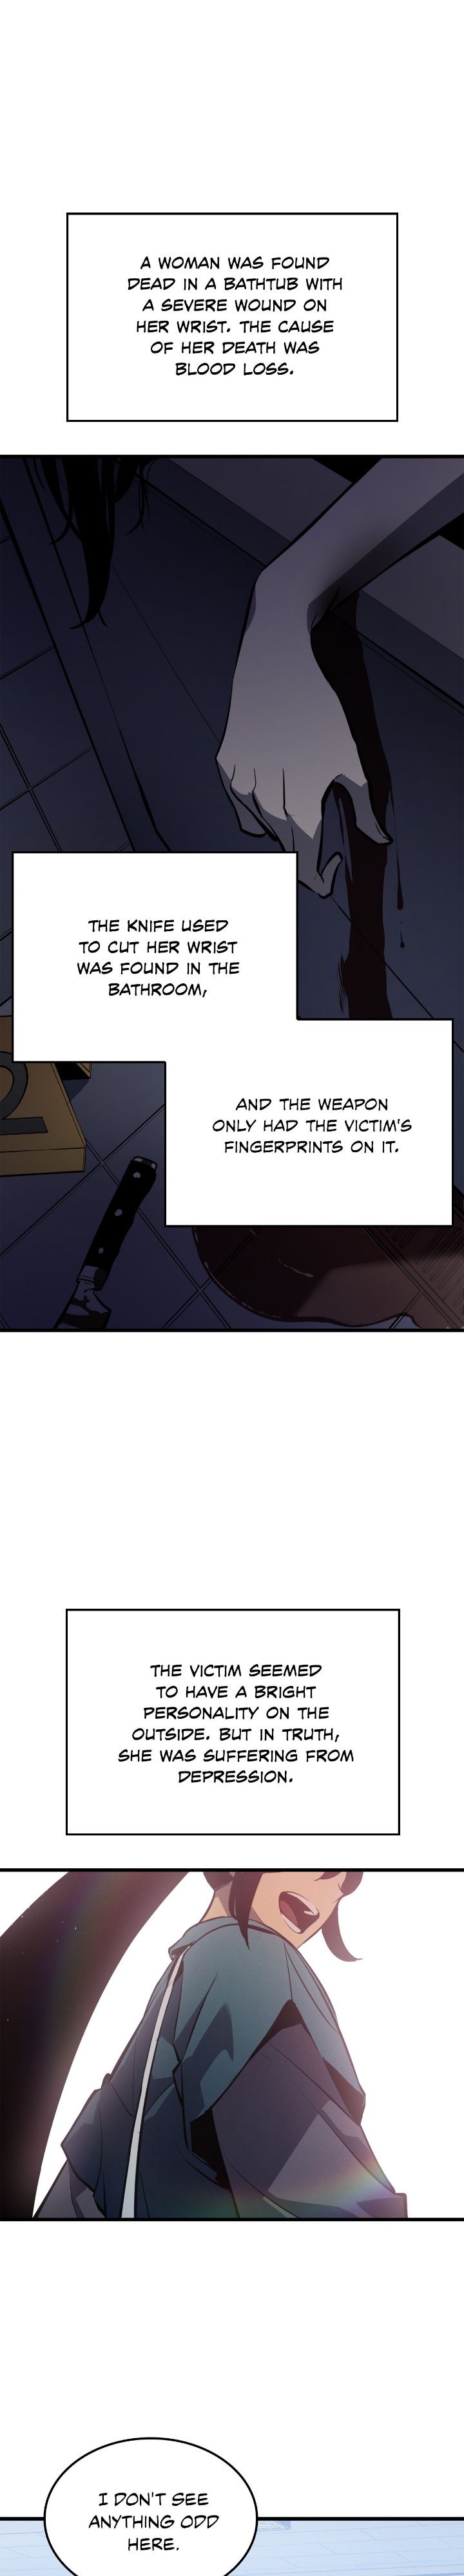 A WOMAN WAS FOUND
DEAD IN A BATHTUB WITH
A SEVERE WOUND ON
HER WRIST. THE CAUSE
OF HER DEATH WAS
BLOOD LOSS.
THE KNIFE USED
TO CUT HER WRIST
WAS FOUND IN THE
BATHROOM,
AND THE WEAPON
ONLY HAD THE VICTIM'S
FINGERPRINTS ON IT.
2
THE VICTIM SEEMED
TO HAVE A BRIGHT
PERSONALITY ON THE
OUTSIDE. BUT IN TRUTH,
SHE WAS SUFFERING FROM
DEPRESSION.
I DON'T SEE
ANYTHING ODD
HERE.